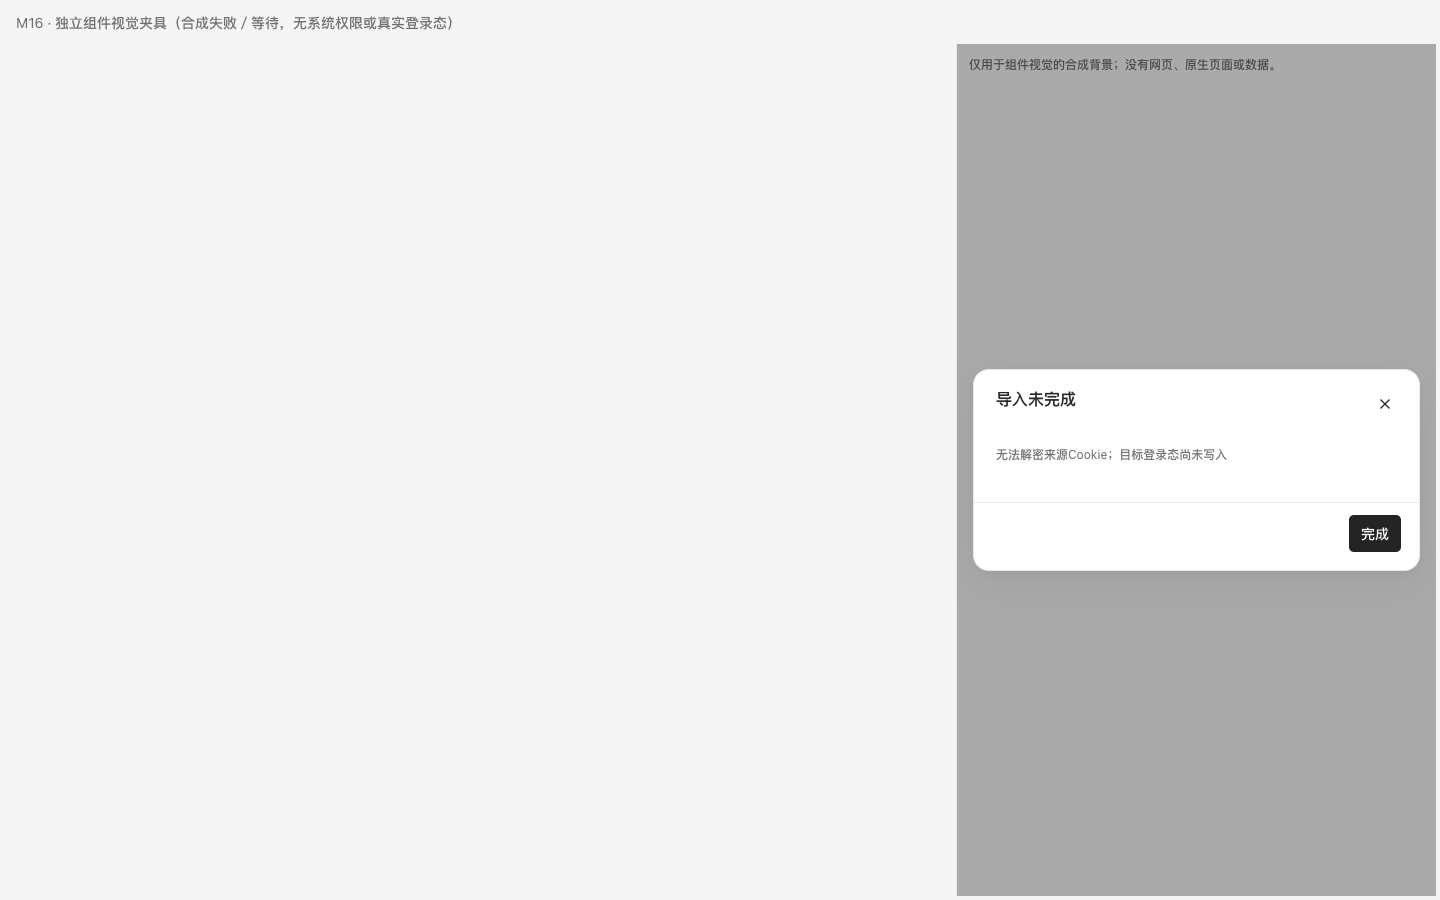 M16 · 独立组件视觉夹具（合成失败 / 等待，无系统权限或真实登录态）
仅用于组件视觉的合成背景；没有网页、原生页面或数据。
导入未完成
无法解密来源Cookie；目标登录态尚未写入
完成